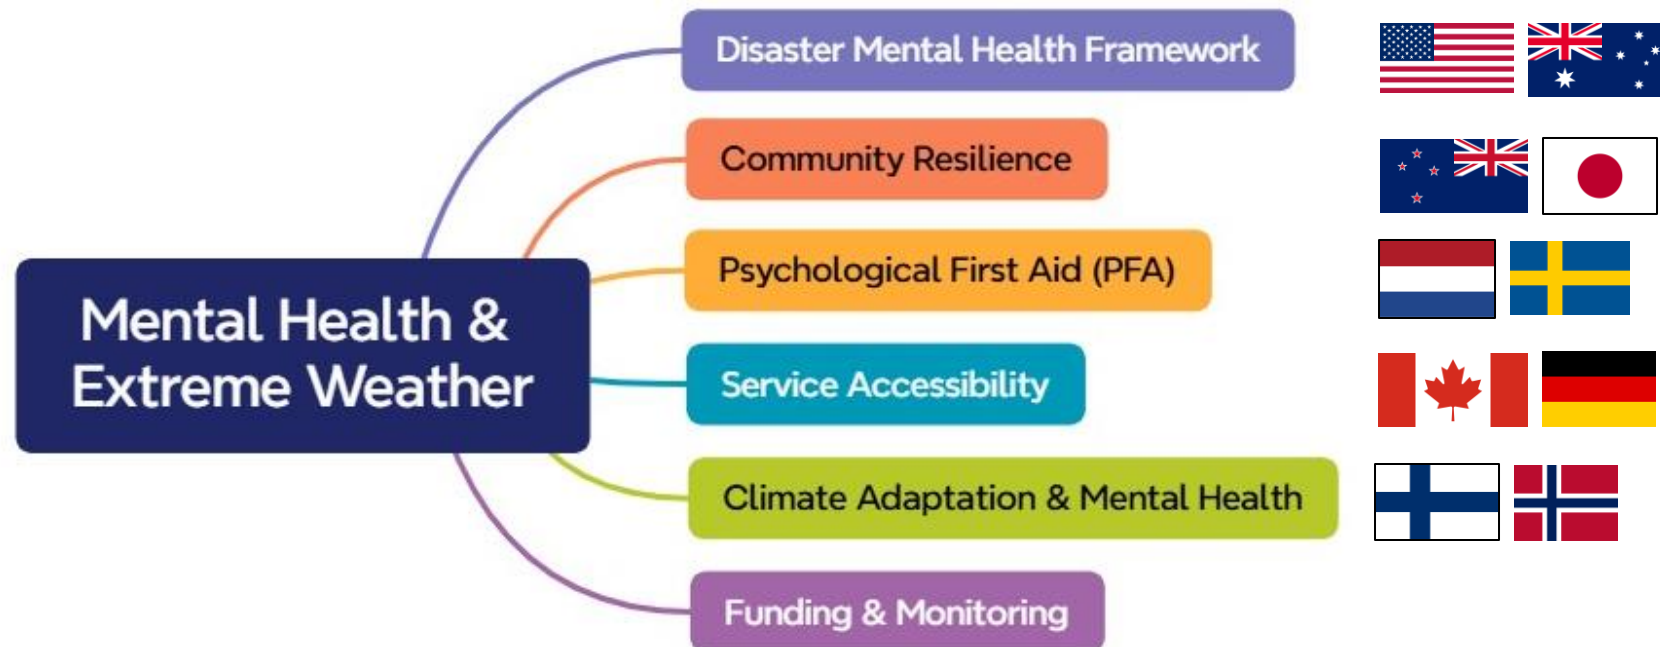 Disaster Mental Health Framework
Community Resilience
Psychological First Aid (PFA)
Mental Health &
Extreme Weather
Service Accessibility
Climate Adaptation & Mental Health
Funding & Monitoring